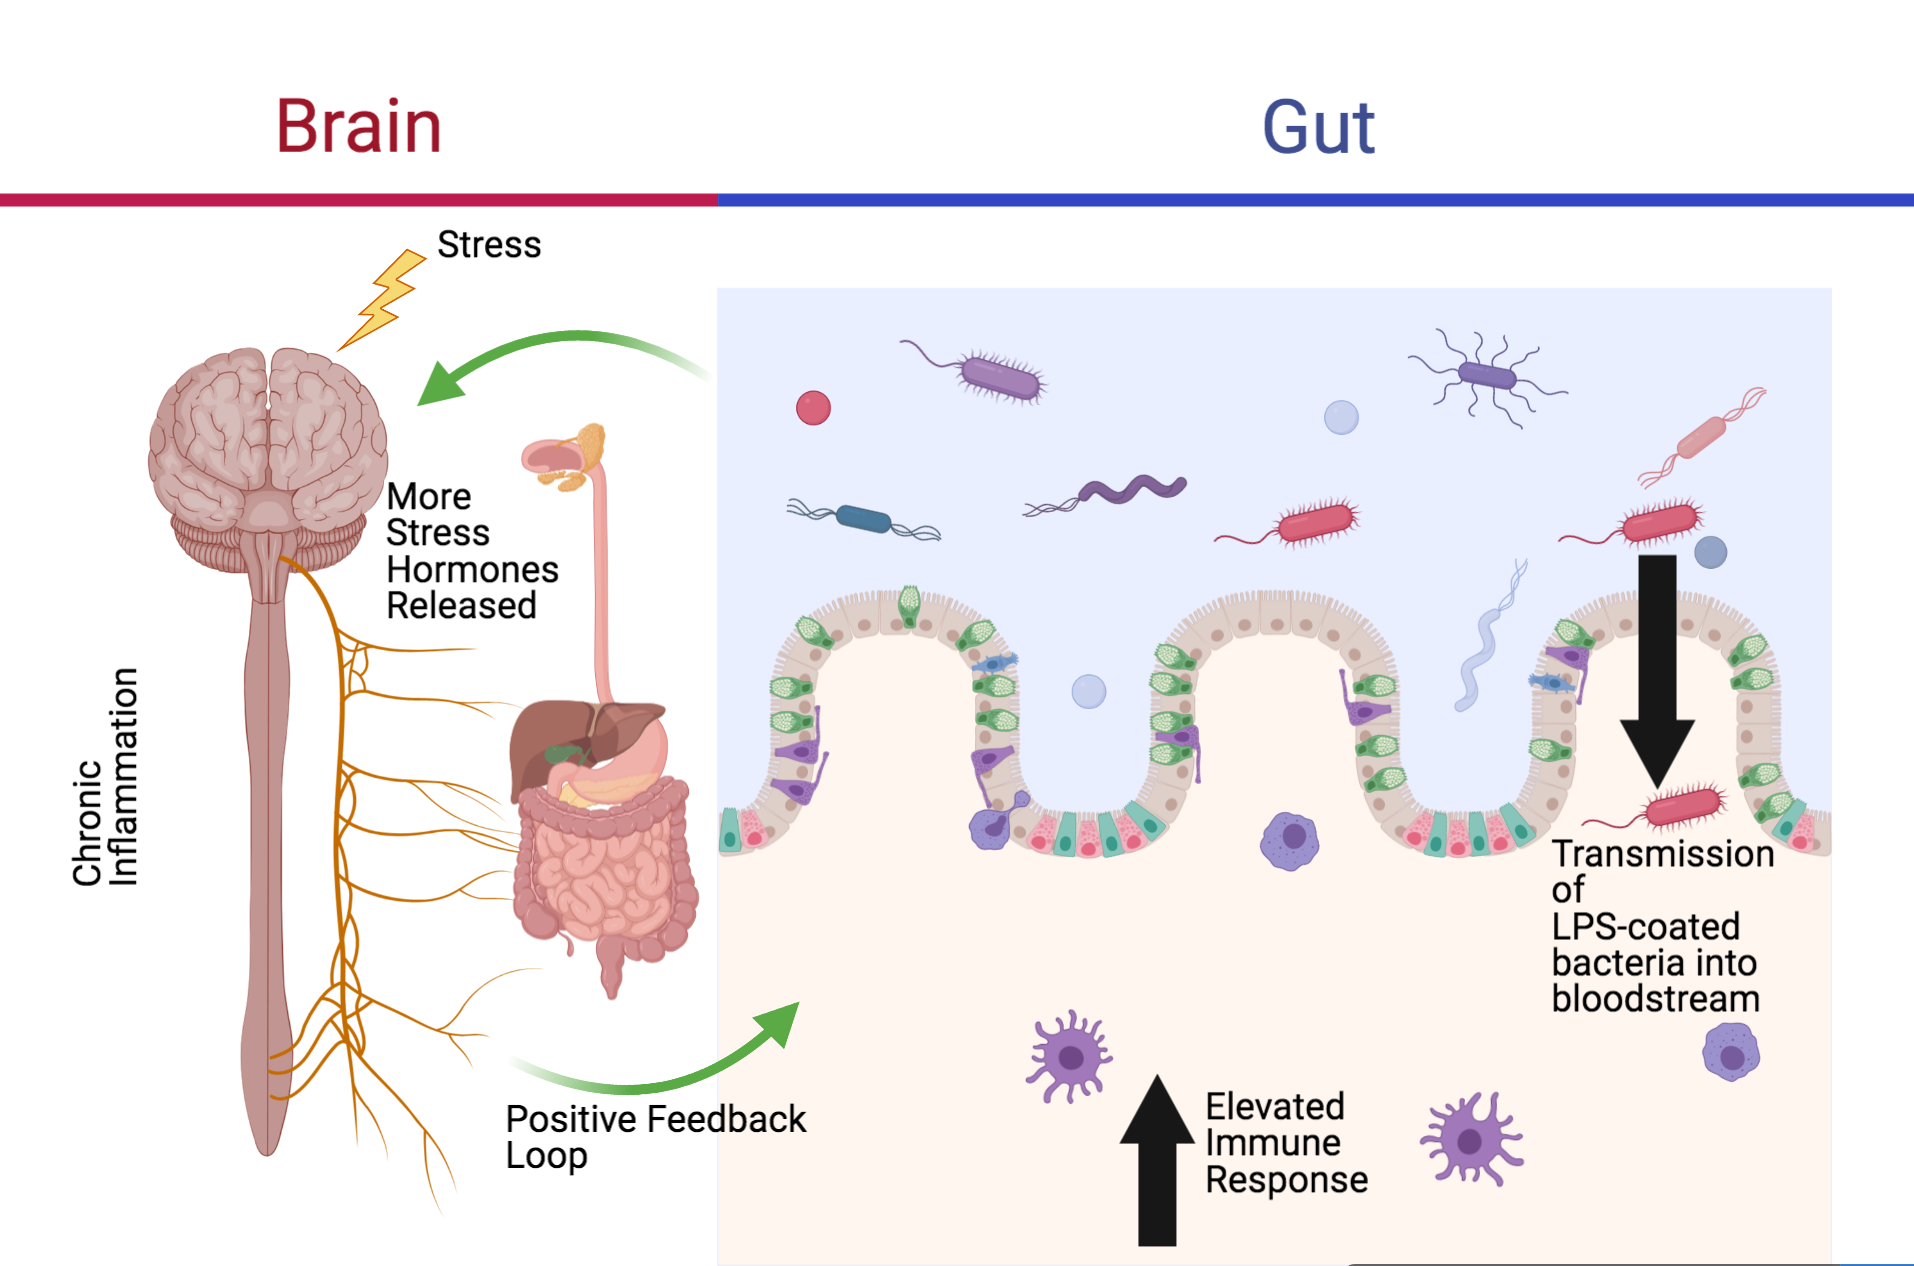 Brain
Gut
Stress
More
Stress
Hormones
Released
Chronic
Inflammation
Transmission
of
LPS-coated
bacteria into
bloodstream
Positive Feedback
Loop
Elevated
Immune
Response